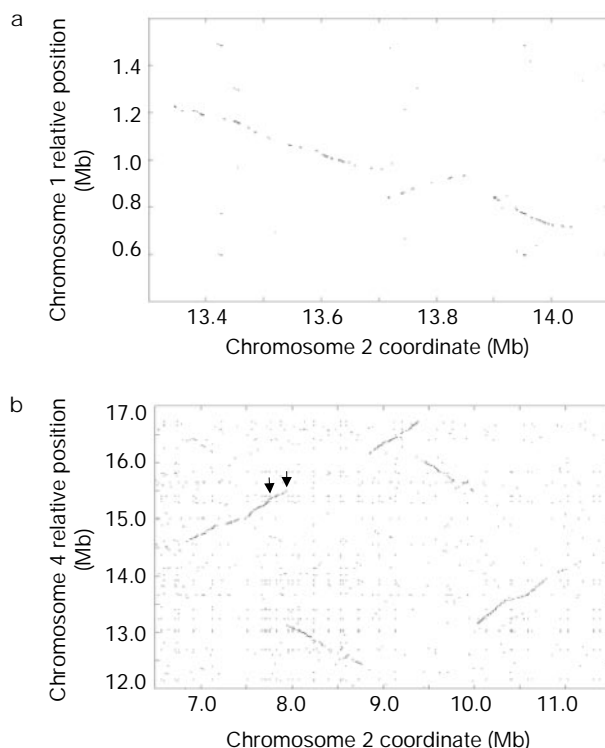 a
Chromosome 1 relative position
(Mb)
1.4
1.2
1.0
0.8
0.6
13.4 13.6 13.8 14.0
Chromosome 2 coordinate (Mb)
b
Chromosome 4 relative position
(Mb)
17.0
16.0
15.0
14.0
13.0
12.0
7.0 8.0 9.0 10.0 11.0
Chromosome 2 coordinate (Mb)